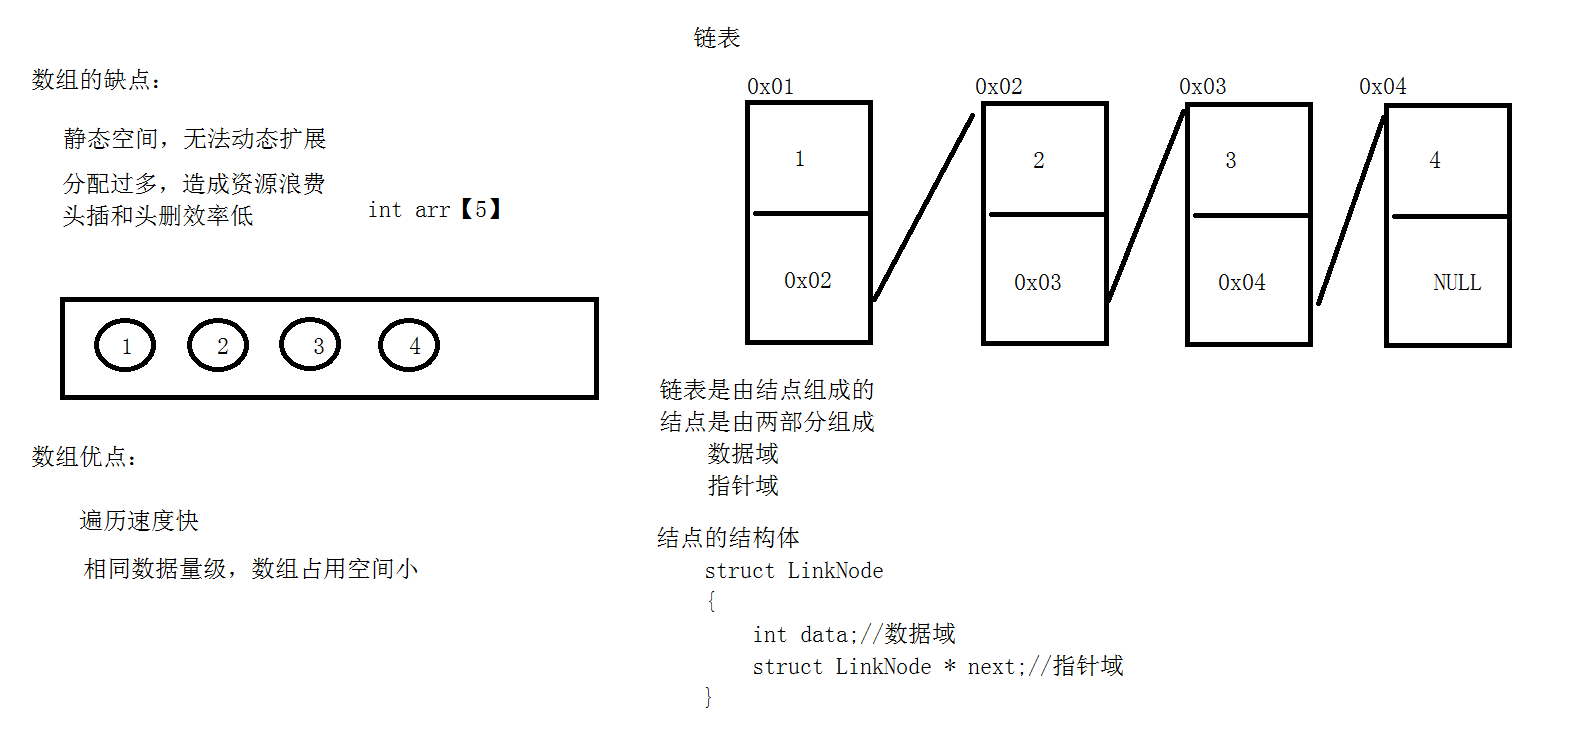 数组的缺点：
静态空间，无法动态扩展
分配过多，造成资源浪费
头插和头删效率低
int arr【5】
1 2 3 4
数组优点：
遍历速度快
相同数据量级，数组占用空间小
链表
0x01 0x02 0x03 0x04
1 2 3 4
0x02 0x03 0x04 NULL
链表是由结点组成的
结点是由两部分组成
数据域
指针域
结点的结构体
struct LinkNode
{
int data;//数据域
struct LinkNode * next;//指针域
}